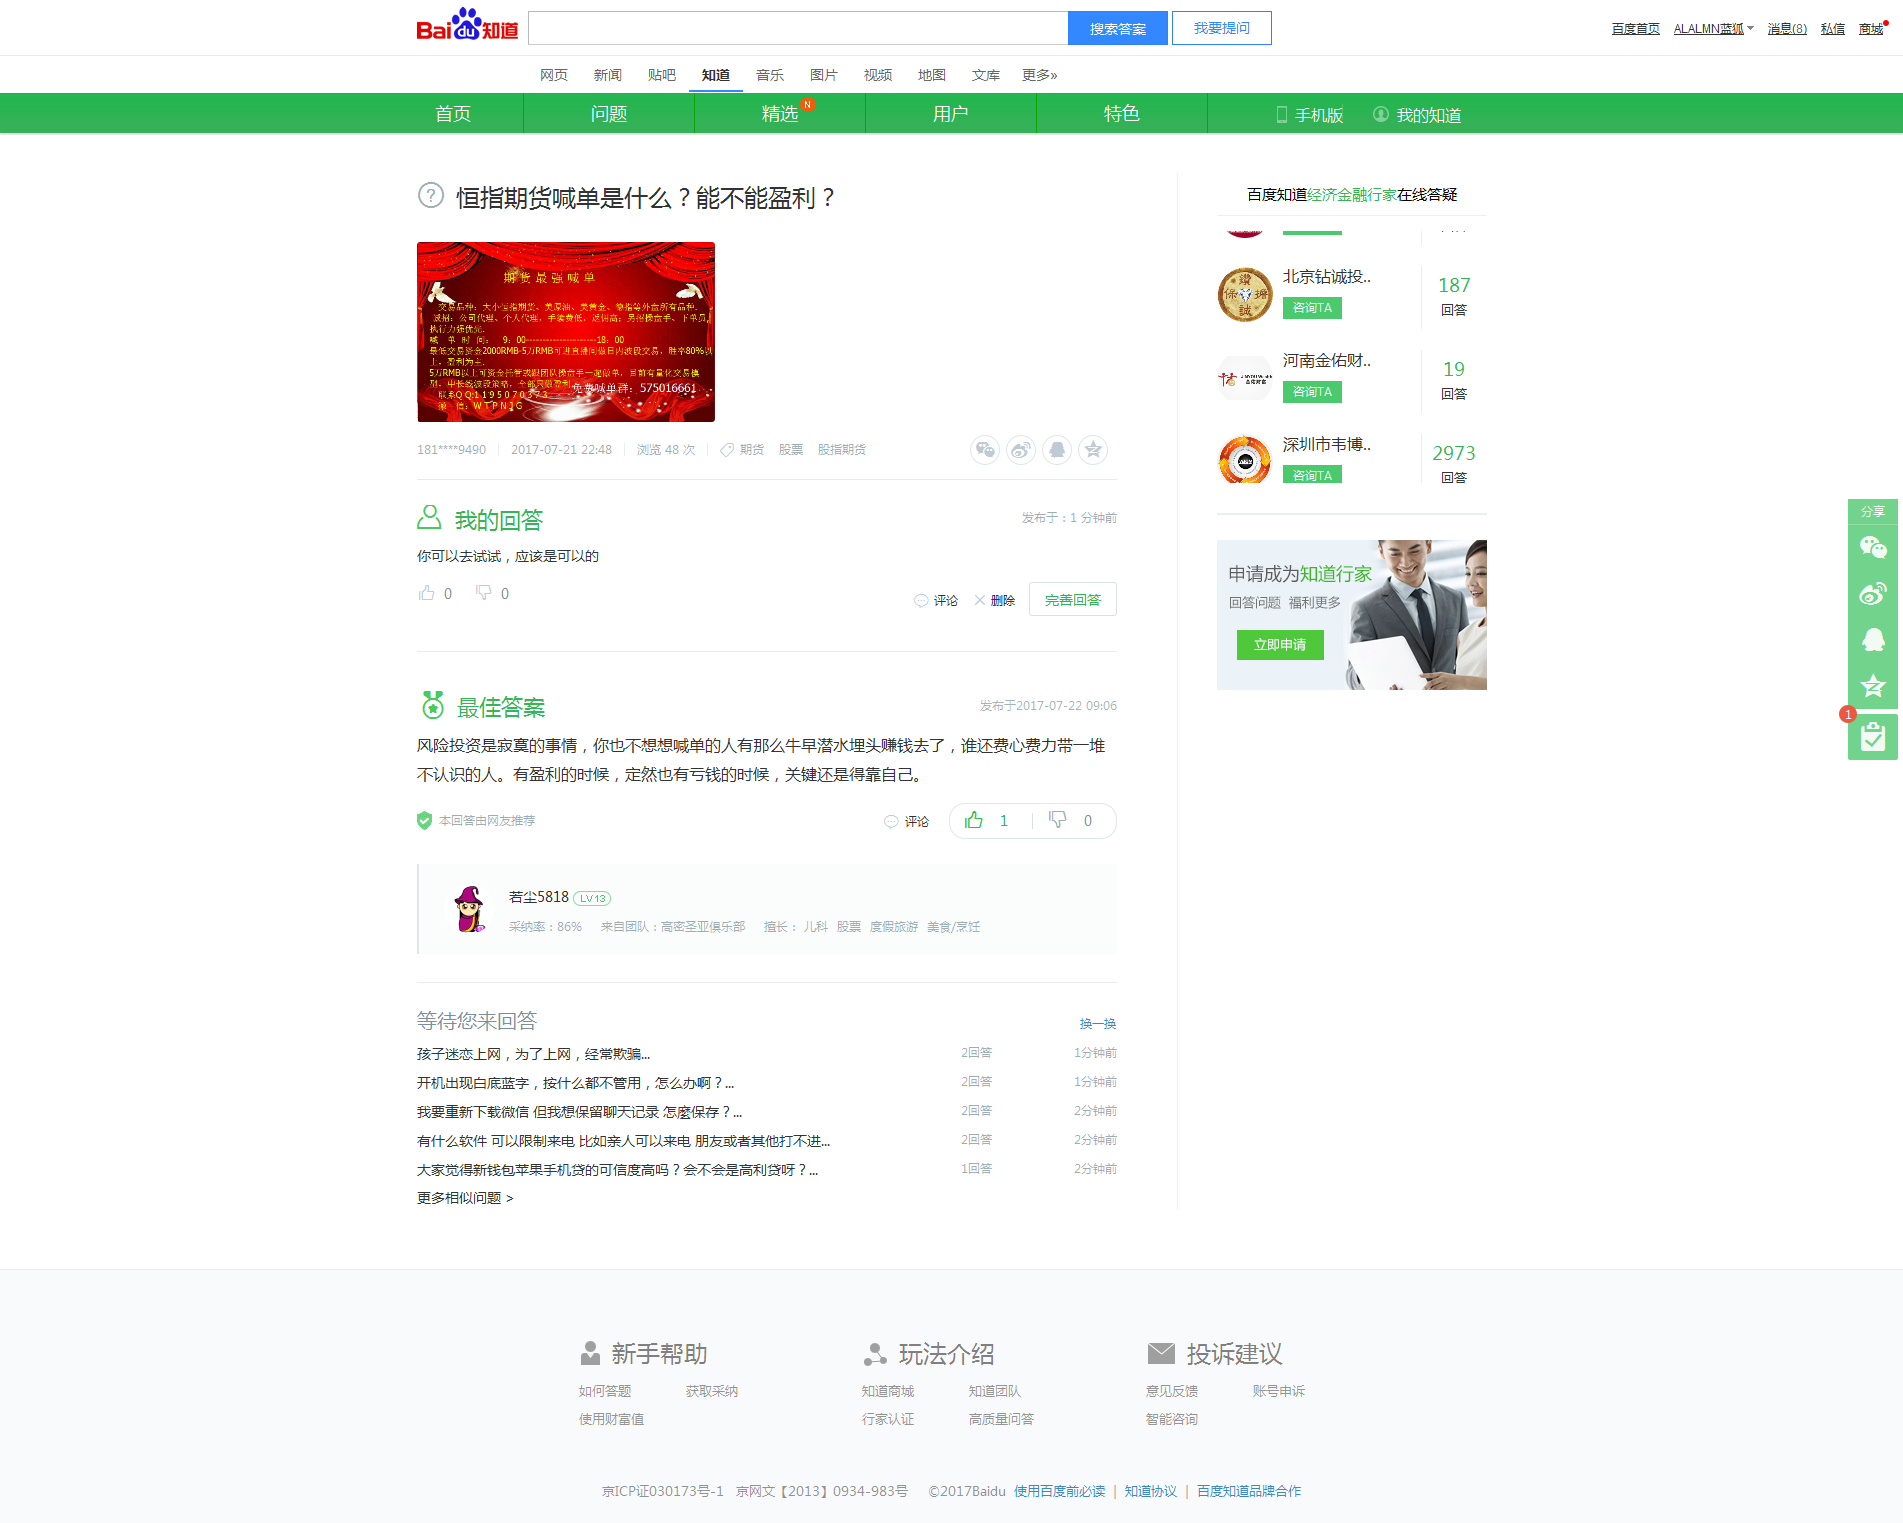 Bai du 知道
搜索答案
我要提问
百度首页 ALALMN蓝狐 消息(8) 私信 商城
网页 新闻 贴吧 知道 音乐 图片 视频 地图 文库 更多»
首页 问题 精选 N 用户 特色 手机版 我的知道
恒指期货喊单是什么？能不能盈利？
期货最强喊单
交易品种：大小恒指期货、美原油、美黄金、德指等外盘所有品种.
诚招：公司代理、个人代理，手续费低，返佣高；另招操盘手、下单员,
执行力强优先.
喊 单 时 间： 9：00----------------------18：00
最低交易资金2000RMB-5万RMB可进直播间做日内波段交易，胜率80%以
上，盈利为主.
5万RMB以上可资金托管或跟团队操盘手一起做单，目前有量化交易模
型，中长线波段策略，全部只做盈利
免费喊单群：575016661
联系QQ:1195070373
微 信：WTPNJG
181****9490 2017-07-21 22:48 浏览 48 次 期货 股票 股指期货
我的回答
发布于：1 分钟前
你可以去试试，应该是可以的
0 0 评论 删除 完善回答
最佳答案
发布于2017-07-22 09:06
风险投资是寂寞的事情，你也不想想喊单的人有那么牛早潜水埋头赚钱去了，谁还费心费力带一堆
不认识的人。有盈利的时候，定然也有亏钱的时候，关键还是得靠自己。
本回答由网友推荐 评论 1 0
若尘5818 LV13
采纳率：86% 来自团队：高密圣亚俱乐部 擅长： 儿科 股票 度假旅游 美食/烹饪
等待您来回答
换一换
孩子迷恋上网，为了上网，经常欺骗... 2回答 1分钟前
开机出现白底蓝字，按什么都不管用，怎么办啊？... 2回答 1分钟前
我要重新下载微信 但我想保留聊天记录 怎麼保存？... 2回答 2分钟前
有什么软件 可以限制来电 比如亲人可以来电 朋友或者其他打不进... 2回答 2分钟前
大家觉得新钱包苹果手机贷的可信度高吗？会不会是高利贷呀？... 1回答 2分钟前
更多相似问题 >
百度知道经济金融行家在线答疑
北京钻诚投.. 187
咨询TA 回答
河南金佑财.. 19
咨询TA 回答
深圳市韦博.. 2973
咨询TA 回答
申请成为知道行家
回答问题 福利更多
立即申请
分享
1
新手帮助
如何答题 获取采纳
使用财富值
玩法介绍
知道商城 知道团队
行家认证 高质量问答
投诉建议
意见反馈 账号申诉
智能咨询
京ICP证030173号-1 京网文【2013】0934-983号 ©2017Baidu 使用百度前必读 | 知道协议 | 百度知道品牌合作